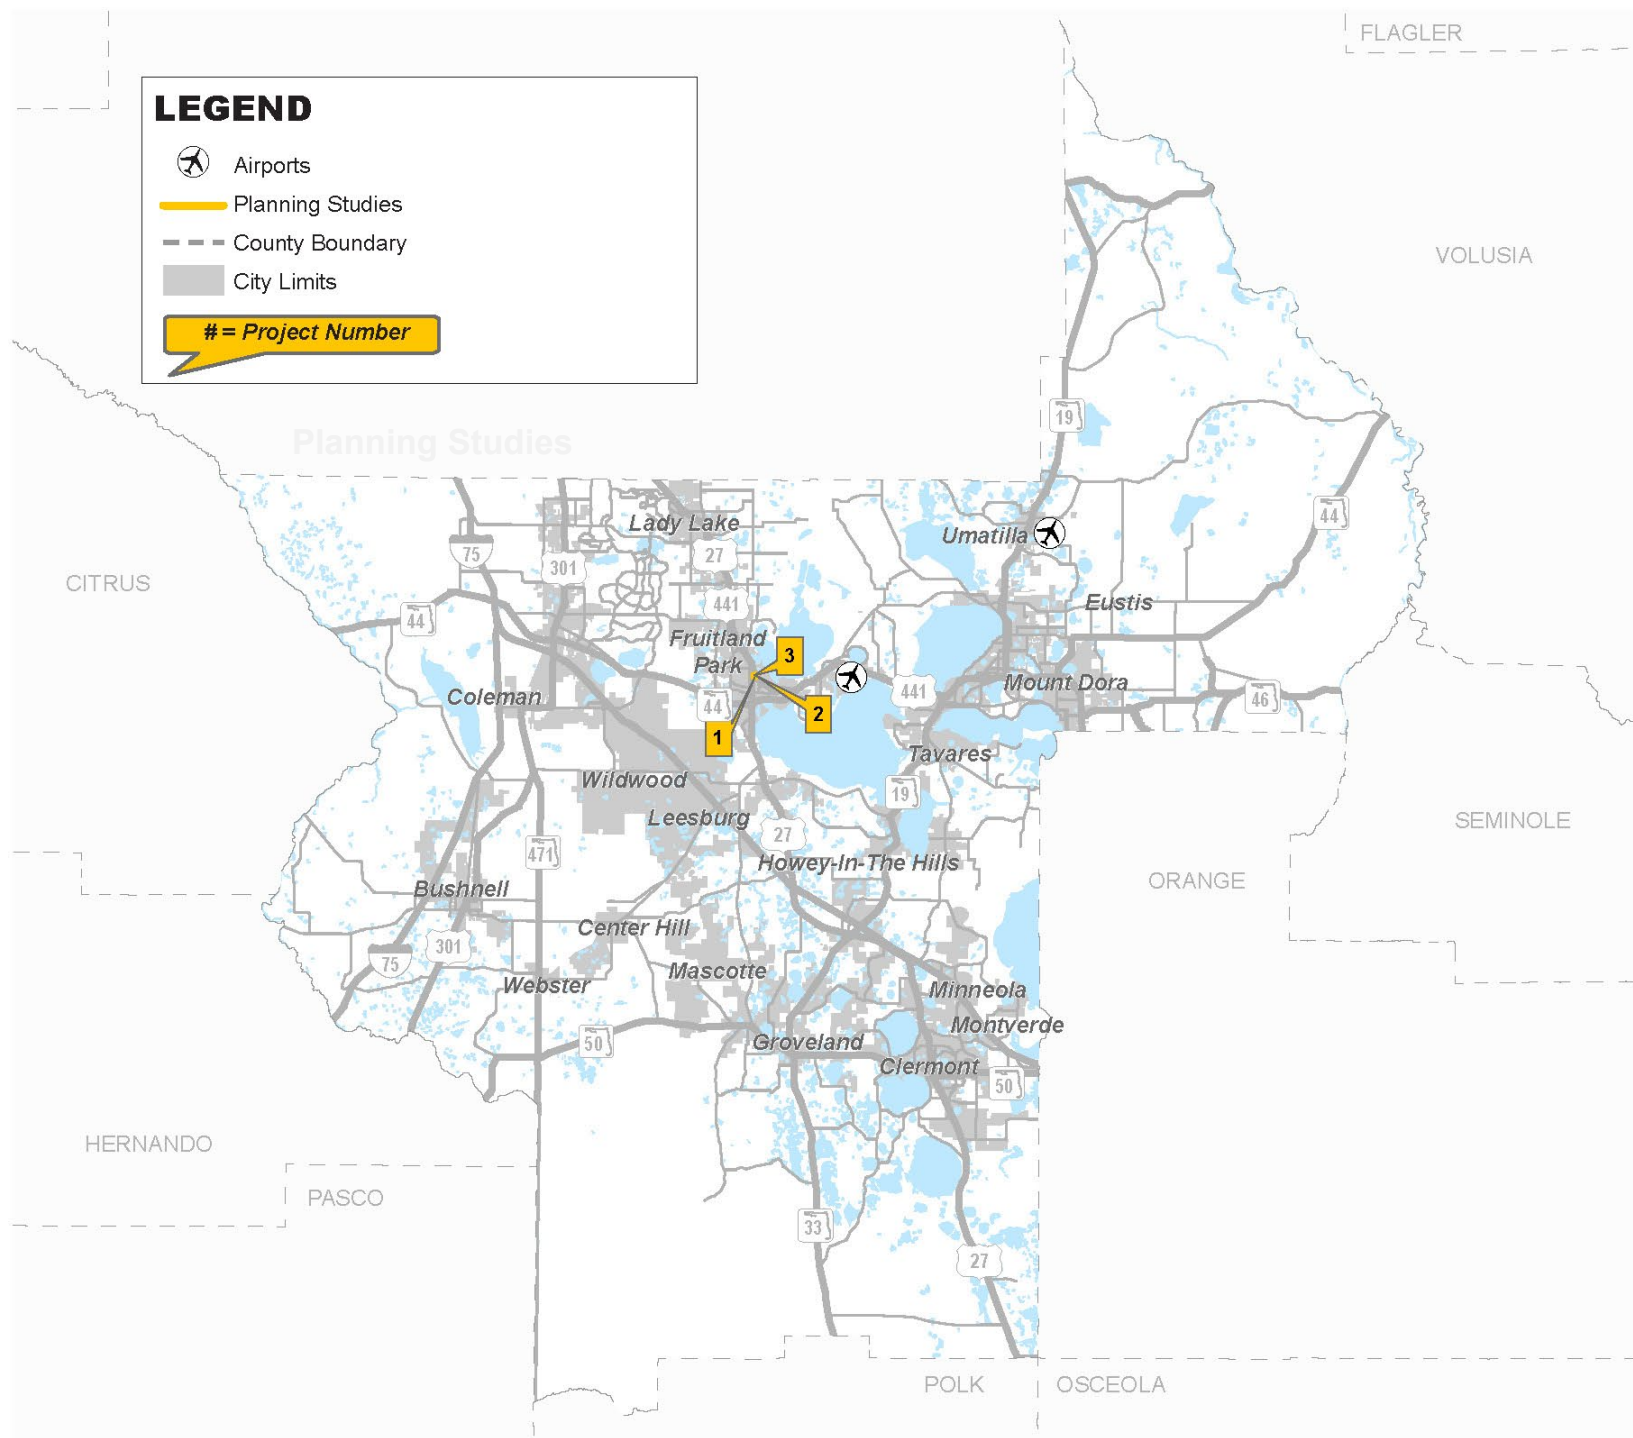 FLAGLER
LEGEND
Airports
Planning Studies
County Boundary
City Limits
# = Project Number
VOLUSIA
19
Planning Studies
44
Lady Lake
Umatilla
75
27
301
CITRUS
441
Eustis
44
Fruitland
Park
3
Mount Dora
441
46
Coleman
44
2
1
Tavares
Wildwood
19
Leesburg
SEMINOLE
27
471
Howey-In-The Hills
ORANGE
Bushnell
Center Hill
301
75
Mascotte
Webster
Minneola
Montverde
50
Groveland
Clermont
50
HERNANDO
PASCO
33
27
POLK
OSCEOLA